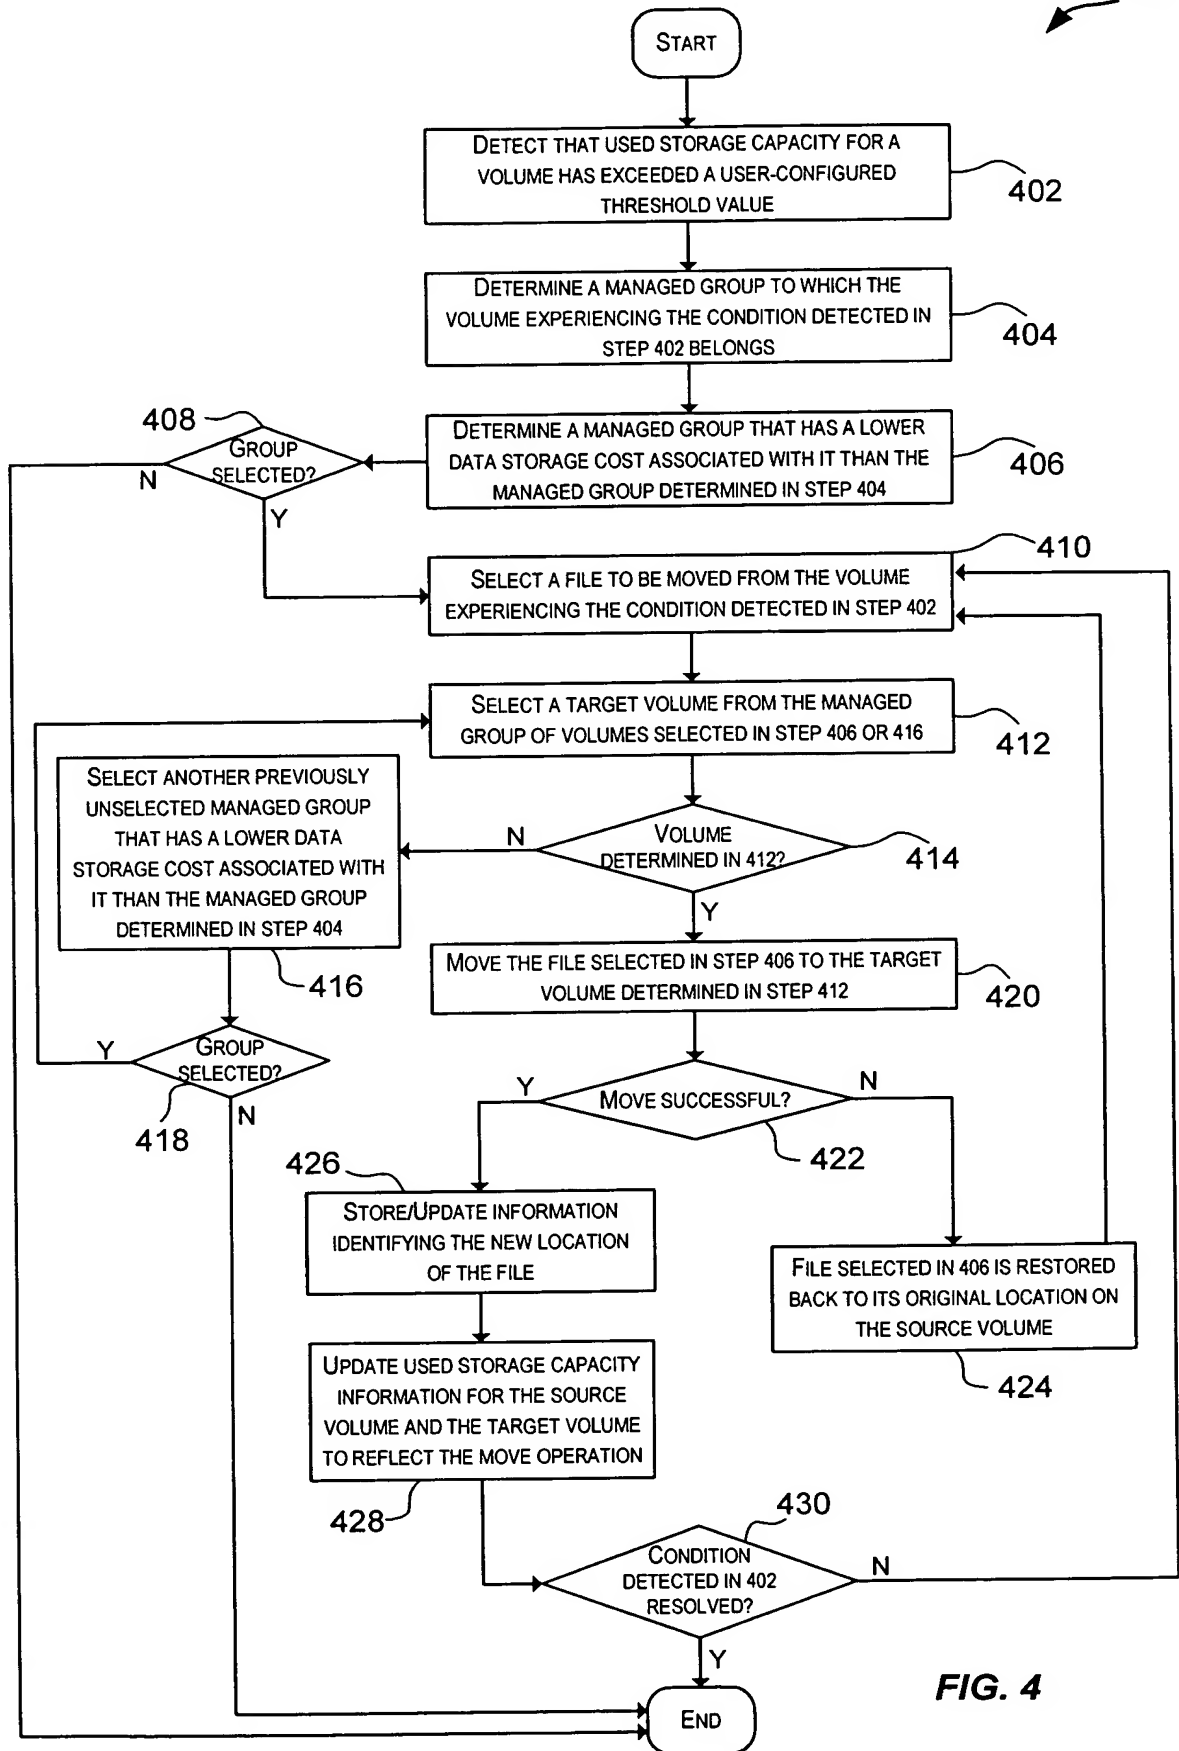 START
DETECT THAT USED STORAGE CAPACITY FOR A
VOLUME HAS EXCEEDED A USER-CONFIGURED
THRESHOLD VALUE
402
DETERMINE A MANAGED GROUP TO WHICH THE
VOLUME EXPERIENCING THE CONDITION DETECTED IN
STEP 402 BELONGS
404
DETERMINE A MANAGED GROUP THAT HAS A LOWER
DATA STORAGE COST ASSOCIATED WITH IT THAN THE
MANAGED GROUP DETERMINED IN STEP 404
406
408
GROUP
SELECTED?
N
Y
410
SELECT A FILE TO BE MOVED FROM THE VOLUME
EXPERIENCING THE CONDITION DETECTED IN STEP 402
SELECT A TARGET VOLUME FROM THE MANAGED
GROUP OF VOLUMES SELECTED IN STEP 406 OR 416
412
VOLUME
DETERMINED IN 412?
414
N
Y
SELECT ANOTHER PREVIOUSLY
UNSELECTED MANAGED GROUP
THAT HAS A LOWER DATA
STORAGE COST ASSOCIATED WITH
IT THAN THE MANAGED GROUP
DETERMINED IN STEP 404
416
GROUP
SELECTED?
Y
N
418
MOVE THE FILE SELECTED IN STEP 406 TO THE TARGET
VOLUME DETERMINED IN STEP 412
420
MOVE SUCCESSFUL?
Y
N
422
426
STORE/UPDATE INFORMATION
IDENTIFYING THE NEW LOCATION
OF THE FILE
FILE SELECTED IN 406 IS RESTORED
BACK TO ITS ORIGINAL LOCATION ON
THE SOURCE VOLUME
424
UPDATE USED STORAGE CAPACITY
INFORMATION FOR THE SOURCE
VOLUME AND THE TARGET VOLUME
TO REFLECT THE MOVE OPERATION
428
430
CONDITION
DETECTED IN 402
RESOLVED?
N
Y
END
FIG. 4